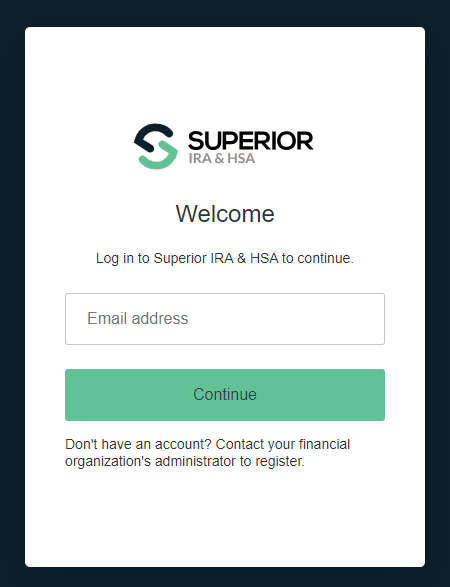 SUPERIOR
IRA & HSA
Welcome
Log in to Superior IRA & HSA to continue.
Email address
Continue
Don't have an account? Contact your financial
organization's administrator to register.